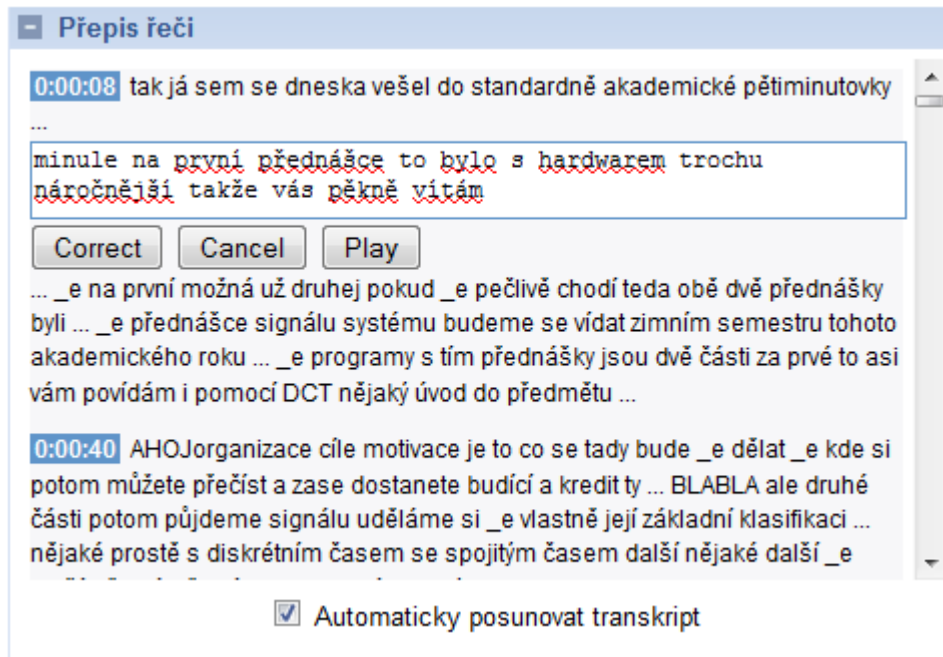 Přepis řeči
0:00:08 tak já sem se dneska vešel do standardně akademické pětiminutovky
...
minule na první přednášce to bylo s hardwarem trochu
náročnější takže vás pěkně vitám
Correct Cancel Play
... _e na první možná už druhej pokud _e pečlivě chodí teda obě dvě přednášky
byli ... _e přednášce signálu systému budeme se vídat zimním semestru tohoto
akademického roku ... _e programy s tím přednášky jsou dvě části za prvé to asi
vám povídám i pomocí DCT nějaký úvod do předmětu ...
0:00:40 AHOJorganizace cíle motivace je to co se tady bude _e dělat _e kde si
potom můžete přečíst a zase dostanete budící a kredit ty ... BLABLA ale druhé
části potom půjdeme signálu uděláme si _e vlastně její základní klasifikaci ...
nějaké prostě s diskrétním časem se spojitým časem další nějaké další _e
Automaticky posunovat transkript